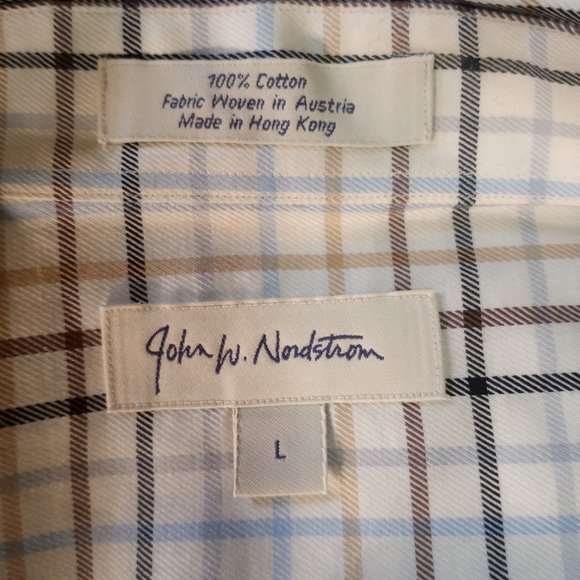 100% Cotton
Fabric Woven in Austria
Made in Hong Kong
John W. Nordstrom
L